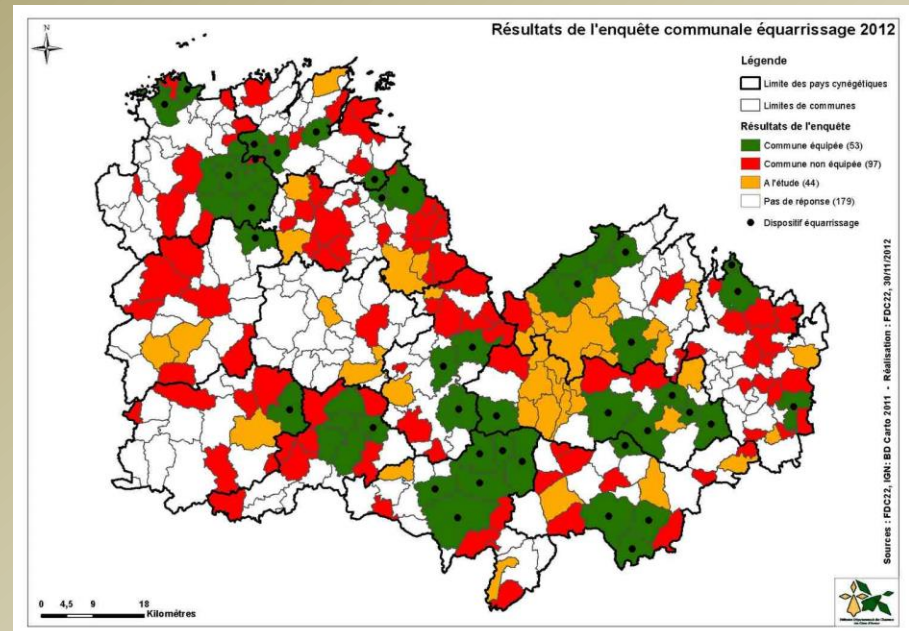 N
Résultats de l'enquête communale équarrissage 2012
Légende
Limite des pays cynégétiques
Limites de communes
Résultats de l'enquête
Commune équipée (53)
Commune non équipée (97)
A l'étude (44)
Pas de réponse (179)
Dispositif équarrissage
Sources : FDC22, IGN: BD Carto 2011 - Réalisation : FDC22, 30/11/2012
0 4,5 9 18
Kilomètres